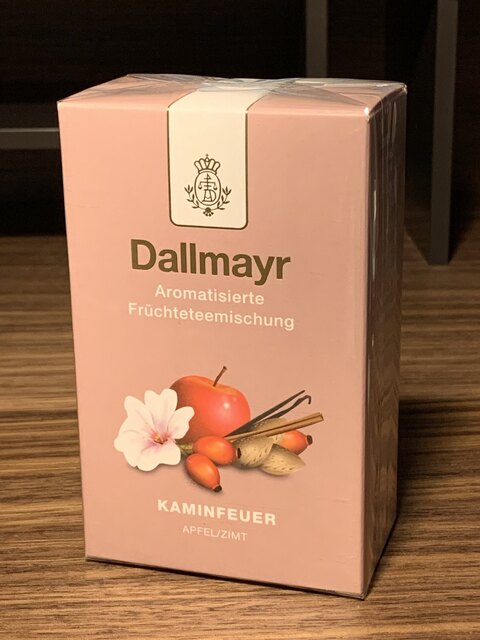 Dallmayr
Aromatisierte
Früchteteemischung
KAMINFEUER
APFEL/ZIMT